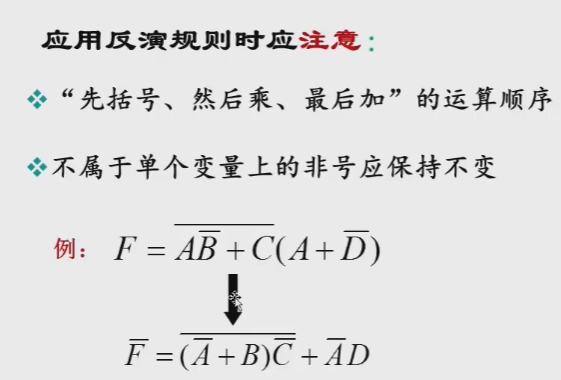 应用反演规则时应注意：
❖“先括号、然后乘、最后加”的运算顺序
❖不属于单个变量上的非号应保持不变
例： $F = \overline{A\overline{B} + C}(A + \overline{D})$
$\overline{F} = \overline{(\overline{A} + B)\overline{C}} + \overline{A}D$